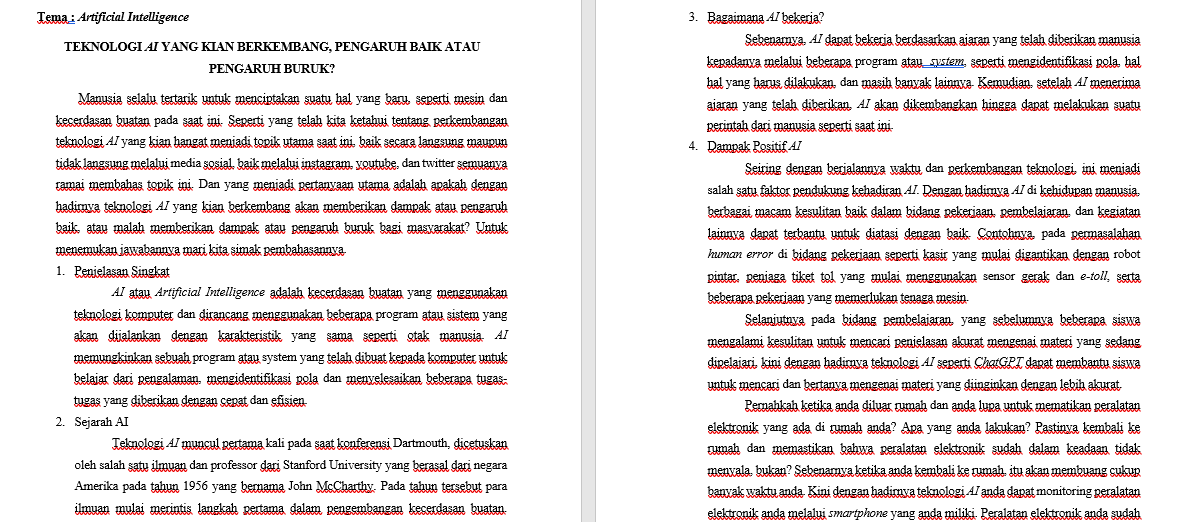 Tema : Artificial Intelligence
TEKNOLOGI AI YANG KIAN BERKEMBANG, PENGARUH BAIK ATAU
PENGARUH BURUK?
Manusia selalu tertarik untuk menciptakan suatu hal yang baru, seperti mesin dan
kecerdasan buatan pada saat ini. Seperti yang telah kita ketahui tentang perkembangan
teknologi AI yang kian hangat menjadi topik utama saat ini, baik secara langsung maupun
tidak langsung melalui media sosial, baik melalui instagram, youtube, dan twitter semuanya
ramai membahas topik ini. Dan yang menjadi pertanyaan utama adalah apakah dengan
hadirnya teknologi AI yang kian berkembang akan memberikan dampak atau pengaruh
baik, atau malah memberikan dampak atau pengaruh buruk bagi masyarakat? Untuk
menemukan jawabannya mari kita simak pembahasannya.
1. Penjelasan Singkat
AI atau Artificial Intelligence adalah kecerdasan buatan yang menggunakan
teknologi komputer dan dirancang menggunakan beberapa program atau sistem yang
akan dijalankan dengan karakteristik yang sama seperti otak manusia. AI
memungkinkan sebuah program atau system yang telah dibuat kepada komputer untuk
belajar dari pengalaman, mengidentifikasi pola dan menyelesaikan beberapa tugas-
tugas yang diberikan dengan cepat dan efisien.
2. Sejarah AI
Teknologi AI muncul pertama kali pada saat konferensi Dartmouth, dicetuskan
oleh salah satu ilmuan dan professor dari Stanford University yang berasal dari negara
Amerika pada tahun 1956 yang bernama John McCharthy. Pada tahun tersebut para
ilmuan mulai merintis langkah pertama dalam pengembangan kecerdasan buatan.
3. Bagaimana AI bekerja?
Sebenarnya, AI dapat bekerja berdasarkan ajaran yang telah diberikan manusia
kepadanya melalui beberapa program atau system, seperti mengidentifikasi pola, hal
hal yang harus dilakukan, dan masih banyak lainnya. Kemudian, setelah AI menerima
ajaran yang telah diberikan, AI akan dikembangkan hingga dapat melakukan suatu
perintah dari manusia seperti saat ini.
4. Dampak Positif AI
Seiring dengan berjalannya waktu dan perkembangan teknologi, ini menjadi
salah satu faktor pendukung kehadiran AI. Dengan hadirnya AI di kehidupan manusia,
berbagai macam kesulitan baik dalam bidang pekerjaan, pembelajaran, dan kegiatan
lainnya dapat terbantu untuk diatasi dengan baik. Contohnya, pada permasalahan
human error di bidang pekerjaan seperti kasir yang mulai digantikan dengan robot
pintar, penjaga tiket tol yang mulai menggunakan sensor gerak dan e-toll, serta
beberapa pekerjaan yang memerlukan tenaga mesin.
Selanjutnya pada bidang pembelajaran, yang sebelumnya beberapa siswa
mengalami kesulitan untuk mencari penjelasan akurat mengenai materi yang sedang
dipelajari, kini dengan hadirnya teknologi AI seperti ChatGPT dapat membantu siswa
untuk mencari dan bertanya mengenai materi yang diinginkan dengan lebih akurat.
Pernahkah ketika anda diluar rumah dan anda lupa untuk mematikan peralatan
elektronik yang ada di rumah anda? Apa yang anda lakukan? Pastinya kembali ke
rumah dan memastikan bahwa peralatan elektronik sudah dalam keadaan tidak
menyala, bukan? Sebenarnya ketika anda kembali ke rumah, itu akan membuang cukup
banyak waktu anda. Kini dengan hadirnya teknologi AI anda dapat monitoring peralatan
elektronik anda melalui smartphone yang anda miliki. Peralatan elektronik anda sudah